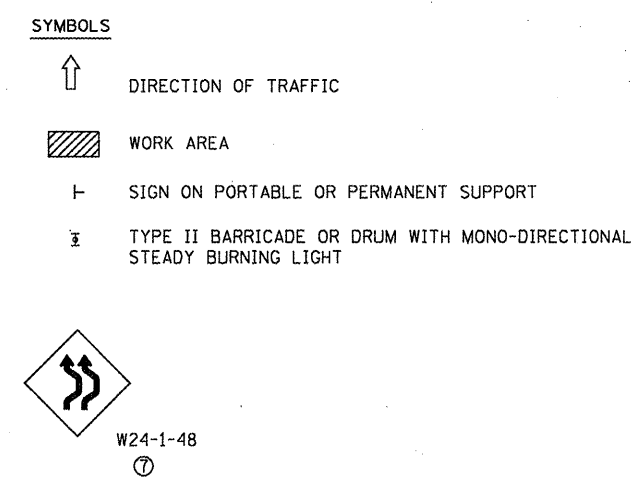 SYMBOLS
DIRECTION OF TRAFFIC
WORK AREA
SIGN ON PORTABLE OR PERMANENT SUPPORT
TYPE II BARRICADE OR DRUM WITH MONO-DIRECTIONAL
STEADY BURNING LIGHT
W24-1-48
⑦